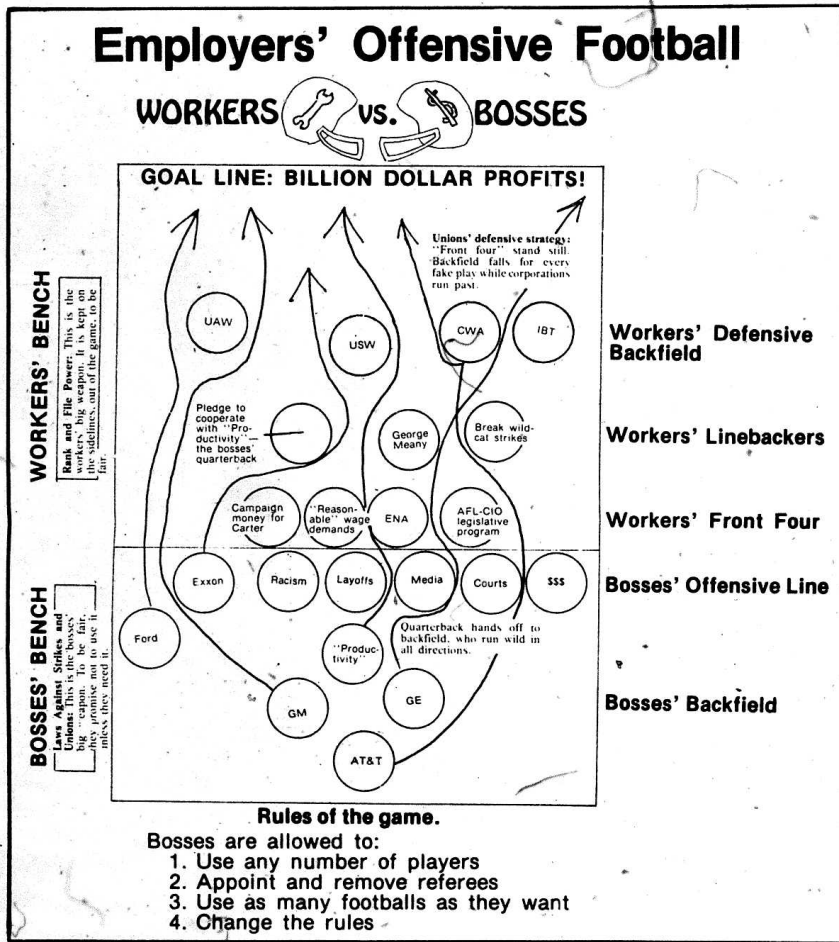 Employers' Offensive Football
WORKERS vs. BOSSES
GOAL LINE: BILLION DOLLAR PROFITS!
Unions' defensive strategy:
"Front four" stand still.
Backfield falls for every
fake play while corporations
run past.
WORKERS' BENCH
Rank and File Power: This is the
workers' big weapon. It is kept on
the sidelines, out of the game, to be
fair.
UAW
USW
CWA
IBT
Workers' Defensive
Backfield
Pledge to
cooperate
with "Pro-
ductivity"—
the bosses'
quarterback
George
Meany
Break wild-
cat strikes
Workers' Linebackers
Campaign
money for
Carter
"Reason-
able" wage
demands
ENA
AFL-CIO
legislative
program
Workers' Front Four
Exxon
Racism
Layoffs
Media
Courts
$$$
Bosses' Offensive Line
BOSSES' BENCH
Laws Against Strikes and
Unions: This is the bosses'
big weapon. To be fair,
they promise not to use it
unless they need it.
Ford
"Produc-
tivity"
Quarterback hands off to
backfield, who run wild in
all directions.
GM
GE
Bosses' Backfield
AT&T
Rules of the game.
Bosses are allowed to:
1. Use any number of players
2. Appoint and remove referees
3. Use as many footballs as they want
4. Change the rules